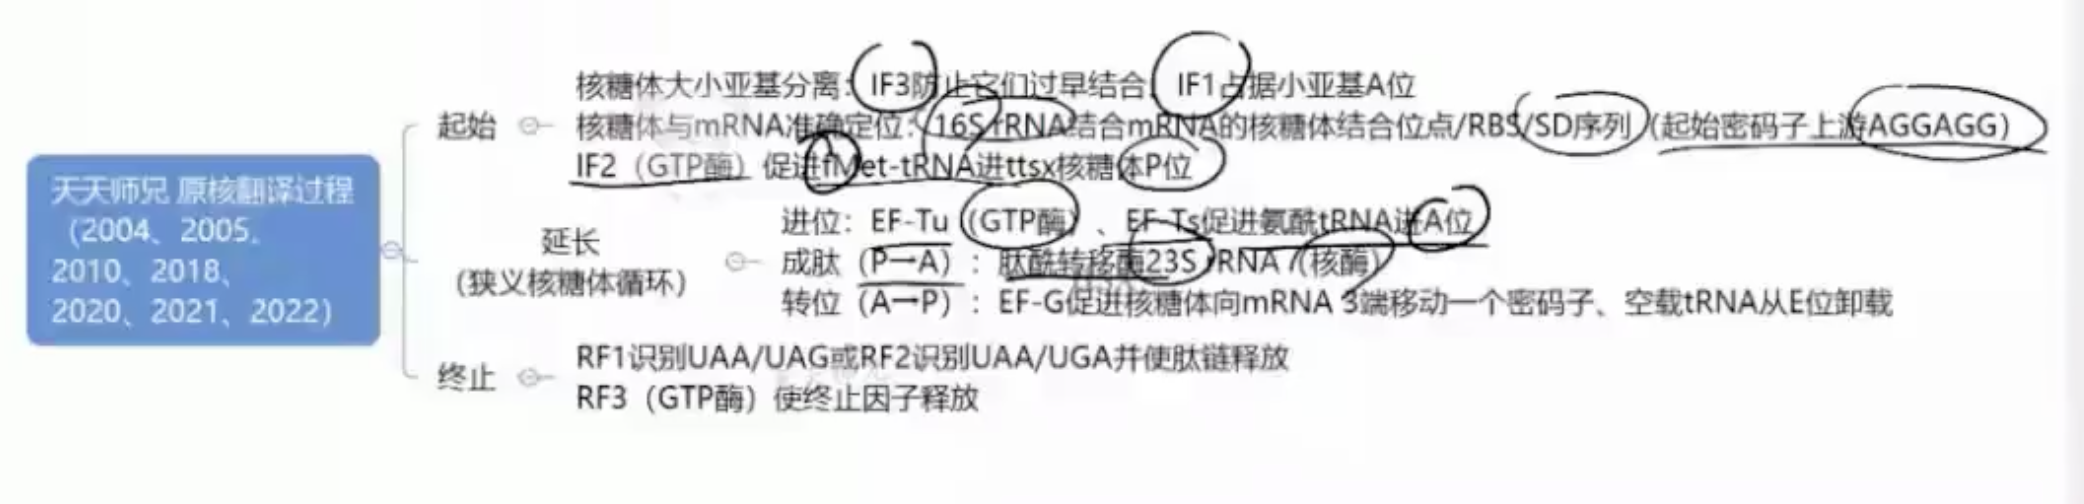 天天师兄 原核翻译过程
（2004、2005、
2010、2018、
2020、2021、2022）
起始
核糖体大小亚基分离：IF3防止它们过早结合、IF1占据小亚基A位
核糖体与mRNA准确定位：16S rRNA结合mRNA的核糖体结合位点/RBS/SD序列（起始密码子上游AGGAGG）
IF2（GTP酶）促进fMet-tRNA进ttsx核糖体P位
延长
（狭义核糖体循环）
进位：EF-Tu（GTP酶）、EF-Ts促进氨酰tRNA进A位
成肽（P→A）：肽酰转移酶23S rRNA（核酶）
转位（A→P）：EF-G促进核糖体向mRNA 3端移动一个密码子、空载tRNA从E位卸载
终止
RF1识别UAA/UAG或RF2识别UAA/UGA并使肽链释放
RF3（GTP酶）使终止因子释放